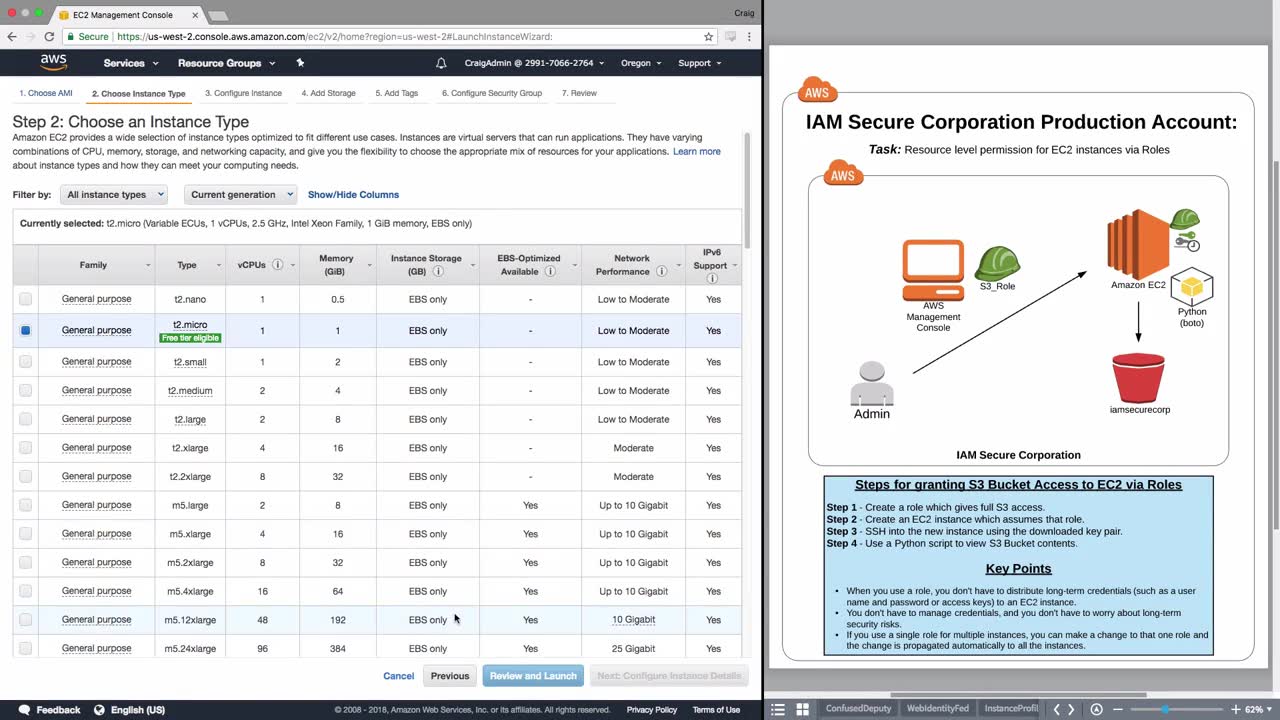 EC2 Management Console
Craig
Secure | https://us-west-2.console.aws.amazon.com/ec2/v2/home?region=us-west-2#LaunchInstanceWizard:
aws Services Resource Groups CraigAdmin @ 2991-7066-2764 Oregon Support
1. Choose AMI 2. Choose Instance Type 3. Configure Instance 4. Add Storage 5. Add Tags 6. Configure Security Group 7. Review
Step 2: Choose an Instance Type
Amazon EC2 provides a wide selection of instance types optimized to fit different use cases. Instances are virtual servers that can run applications. They have varying
combinations of CPU, memory, storage, and networking capacity, and give you the flexibility to choose the appropriate mix of resources for your applications. Learn more
about instance types and how they can meet your computing needs.
Filter by: All instance types Current generation Show/Hide Columns
Currently selected: t2.micro (Variable ECUs, 1 vCPUs, 2.5 GHz, Intel Xeon Family, 1 GiB memory, EBS only)
Family Type vCPUs Memory (GiB) Instance Storage (GB) EBS-Optimized Available Network Performance IPv6 Support
General purpose t2.nano 1 0.5 EBS only - Low to Moderate Yes
General purpose t2.micro 1 1 EBS only - Low to Moderate Yes
Free tier eligible
General purpose t2.small 1 2 EBS only - Low to Moderate Yes
General purpose t2.medium 2 4 EBS only - Low to Moderate Yes
General purpose t2.large 2 8 EBS only - Low to Moderate Yes
General purpose t2.xlarge 4 16 EBS only - Moderate Yes
General purpose t2.2xlarge 8 32 EBS only - Moderate Yes
General purpose m5.large 2 8 EBS only Yes Up to 10 Gigabit Yes
General purpose m5.xlarge 4 16 EBS only Yes Up to 10 Gigabit Yes
General purpose m5.2xlarge 8 32 EBS only Yes Up to 10 Gigabit Yes
General purpose m5.4xlarge 16 64 EBS only Yes Up to 10 Gigabit Yes
General purpose m5.12xlarge 48 192 EBS only Yes 10 Gigabit Yes
General purpose m5.24xlarge 96 384 EBS only Yes 25 Gigabit Yes
Cancel Previous Review and Launch Next: Configure Instance Details
Feedback English (US) © 2008 - 2018, Amazon Web Services, Inc. or its affiliates. All rights reserved. Privacy Policy Terms of Use
AWS
IAM Secure Corporation Production Account:
Task: Resource level permission for EC2 instances via Roles
AWS
S3_Role
AWS
Management
Console
Amazon EC2
Python
(boto)
Admin
iamsecurecorp
IAM Secure Corporation
Steps for granting S3 Bucket Access to EC2 via Roles
Step 1 - Create a role which gives full S3 access.
Step 2 - Create an EC2 instance which assumes that role.
Step 3 - SSH into the new instance using the downloaded key pair.
Step 4 - Use a Python script to view S3 Bucket contents.
Key Points
• When you use a role, you don't have to distribute long-term credentials (such as a user
name and password or access keys) to an EC2 instance.
• You don't have to manage credentials, and you don't have to worry about long-term
security risks.
• If you use a single role for multiple instances, you can make a change to that one role and
the change is propagated automatically to all the instances.
ConfusedDeputy WebIdentityFed InstanceProfil 62%